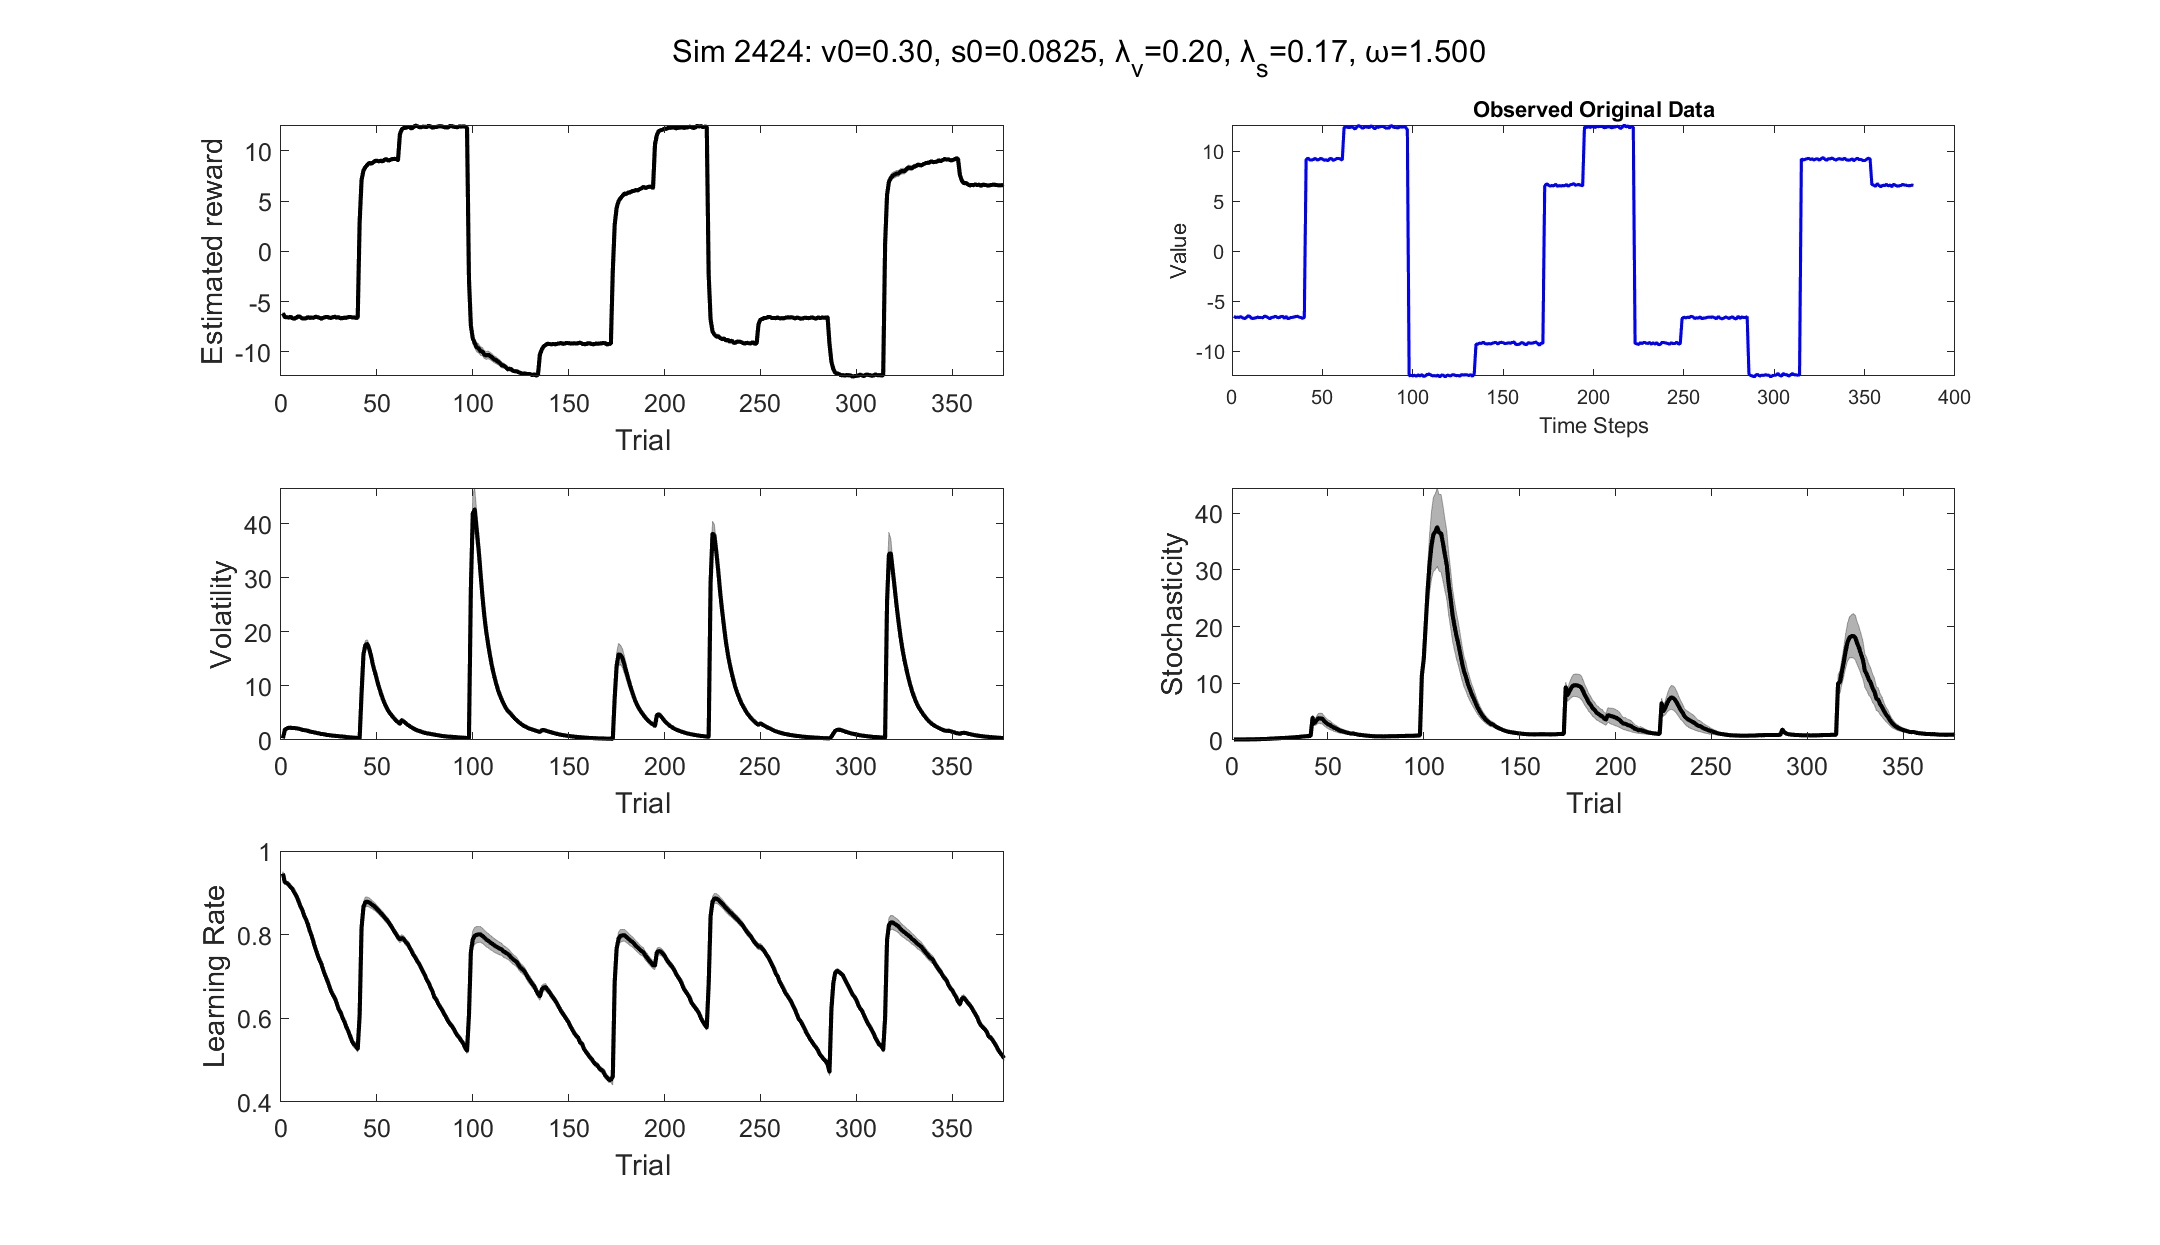 Sim 2424: v0=0.30, s0=0.0825, λ_v=0.20, λ_s=0.17, ω=1.500
Estimated reward
10
5
0
-5
-10
0 50 100 150 200 250 300 350
Trial
Observed Original Data
Value
10
5
0
-5
-10
0 50 100 150 200 250 300 350 400
Time Steps
Volatility
40
30
20
10
0
0 50 100 150 200 250 300 350
Trial
Stochasticity
40
30
20
10
0
0 50 100 150 200 250 300 350
Trial
Learning Rate
1
0.8
0.6
0.4
0 50 100 150 200 250 300 350
Trial